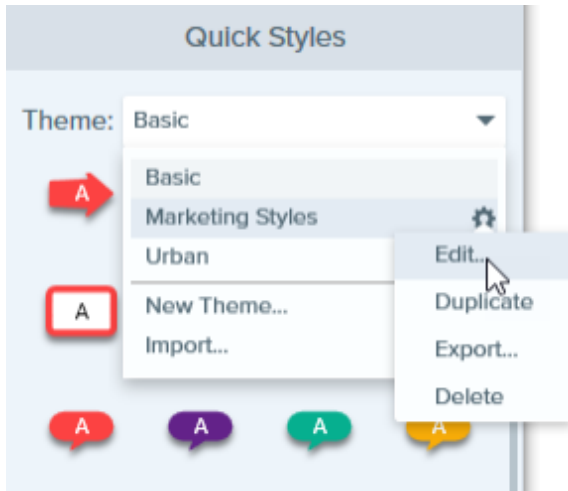 Quick Styles
Theme: Basic
A
Basic
Marketing Styles
Urban
A
New Theme...
Import...
Edit...
Duplicate
Export...
Delete
A
A
A
A